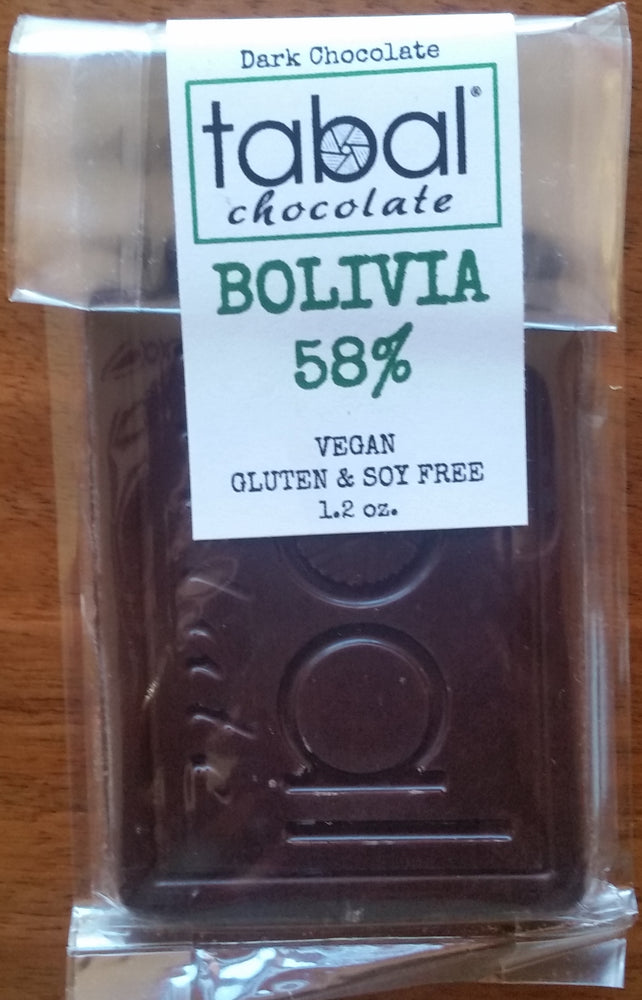 Dark Chocolate
tabal®
chocolate
BOLIVIA
58%
VEGAN
GLUTEN & SOY FREE
1.2 oz.